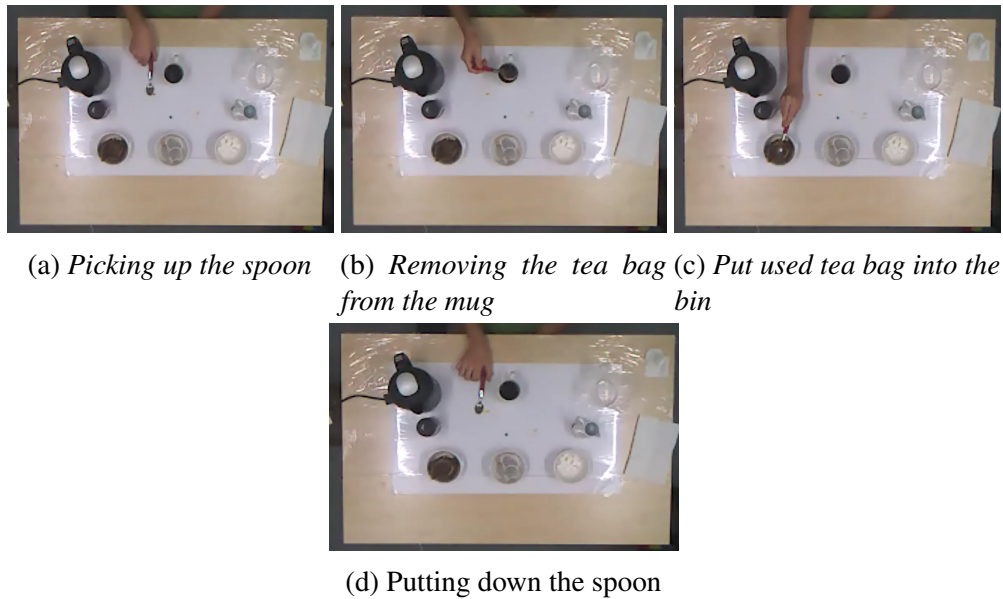 (a) Picking up the spoon
(b) Removing the tea bag
from the mug
(c) Put used tea bag into the
bin
(d) Putting down the spoon